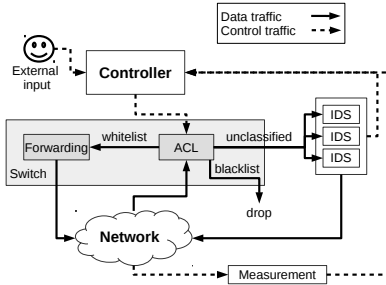 Data traffic
Control traffic
External
input
Controller
IDS
IDS
IDS
Forwarding
whitelist
ACL
unclassified
blacklist
Switch
drop
Network
Measurement